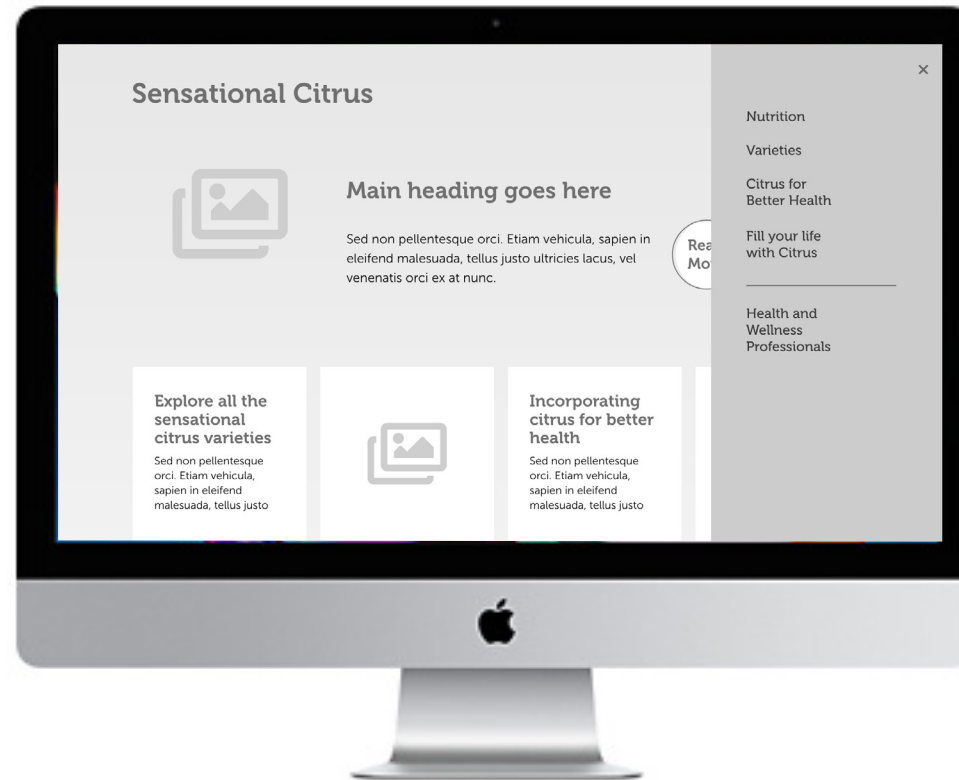 Sensational Citrus
Main heading goes here
Sed non pellentesque orci. Etiam vehicula, sapien in
eleifend malesuada, tellus justo ultricies lacus, vel
venenatis orci ex at nunc.
Explore all the
sensational
citrus varieties
Sed non pellentesque
orci. Etiam vehicula,
sapien in eleifend
malesuada, tellus justo
Incorporating
citrus for better
health
Sed non pellentesque
orci. Etiam vehicula,
sapien in eleifend
malesuada, tellus justo
Nutrition
Varieties
Citrus for
Better Health
Fill your life
with Citrus
Health and
Wellness
Professionals